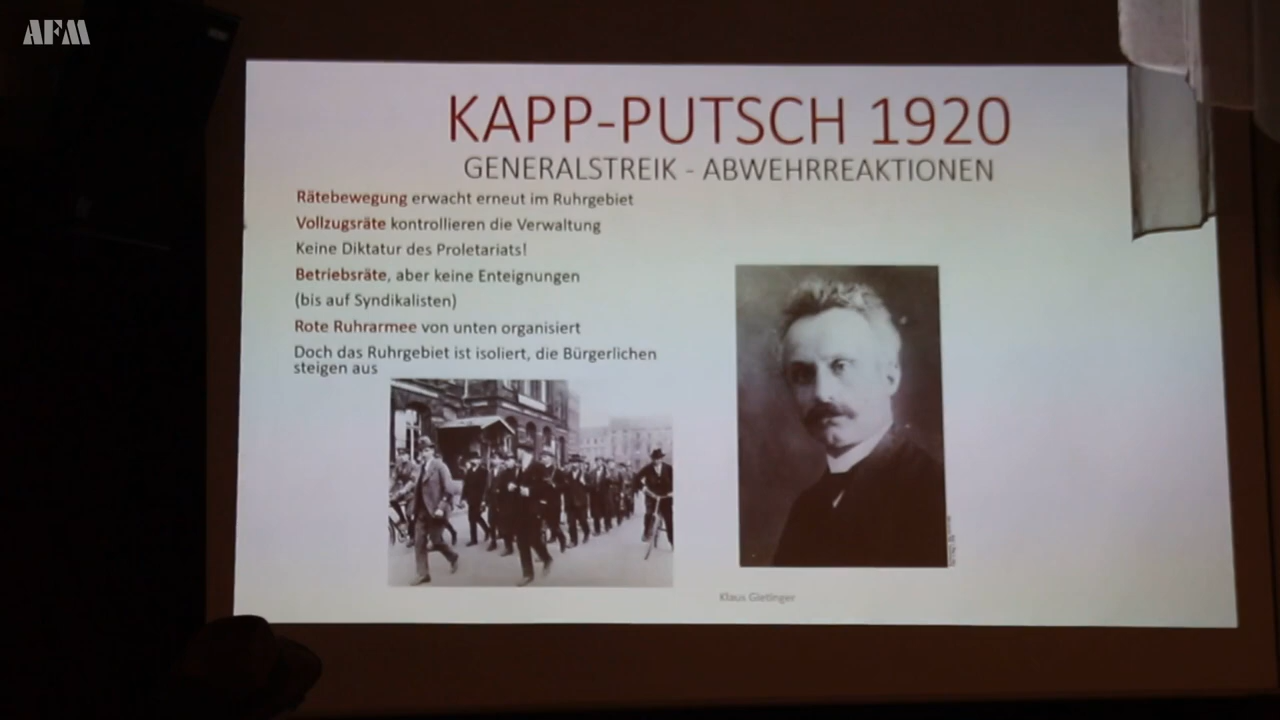 AFM
KAPP-PUTSCH 1920
GENERALSTREIK - ABWEHRREAKTIONEN
Rätebewegung erwacht erneut im Ruhrgebiet
Vollzugsräte kontrollieren die Verwaltung
Keine Diktatur des Proletariats!
Betriebsräte, aber keine Enteignungen
(bis auf Syndikalisten)
Rote Ruhrarmee von unten organisiert
Doch das Ruhrgebiet ist isoliert, die Bürgerlichen
steigen aus
Klaus Gietinger